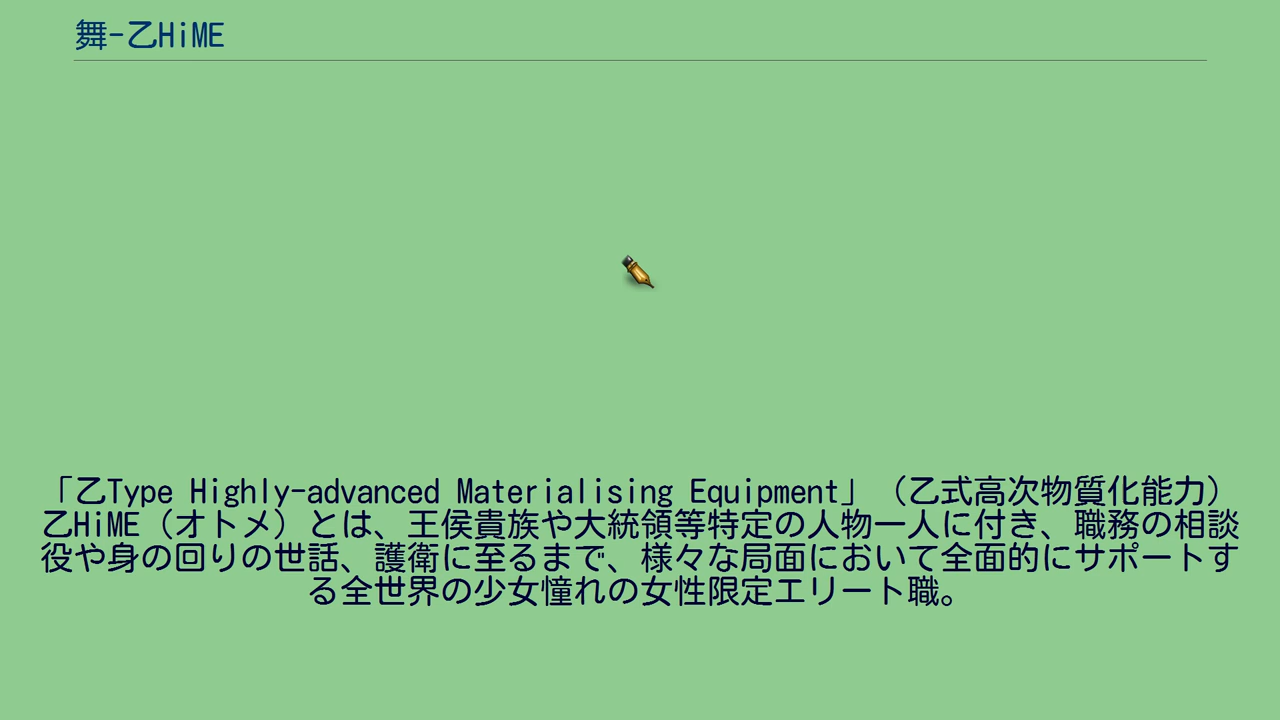 舞-乙HiME
「乙Type Highly-advanced Materialising Equipment」（乙式高次物質化能力）
乙HiME（オトメ）とは、王侯貴族や大統領等特定の人物一人に付き、職務の相談
役や身の回りの世話、護衛に至るまで、様々な局面において全面的にサポートす
る全世界の少女憧れの女性限定エリート職。